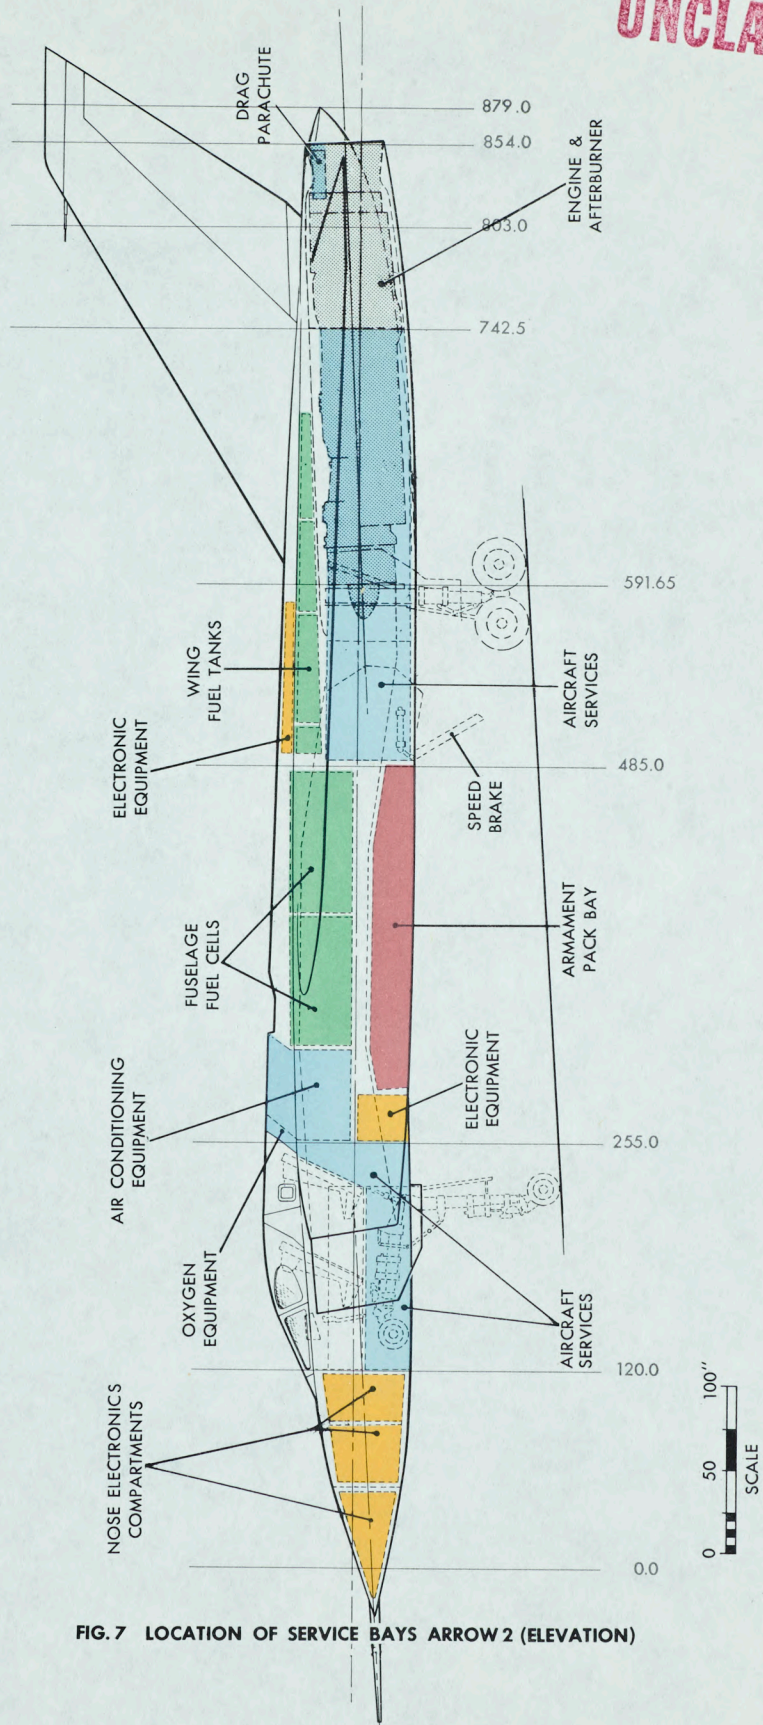 UNCLA
879.0
DRAG
PARACHUTE
854.0
ENGINE &
AFTERBURNER
803.0
742.5
591.65
WING
FUEL TANKS
AIRCRAFT
SERVICES
ELECTRONIC
EQUIPMENT
485.0
SPEED
BRAKE
FUSELAGE
FUEL CELLS
ARMAMENT
PACK BAY
AIR CONDITIONING
EQUIPMENT
ELECTRONIC
EQUIPMENT
255.0
OXYGEN
EQUIPMENT
AIRCRAFT
SERVICES
120.0
NOSE ELECTRONICS
COMPARTMENTS
0 50 100"
SCALE
0.0
FIG. 7 LOCATION OF SERVICE BAYS ARROW 2 (ELEVATION)